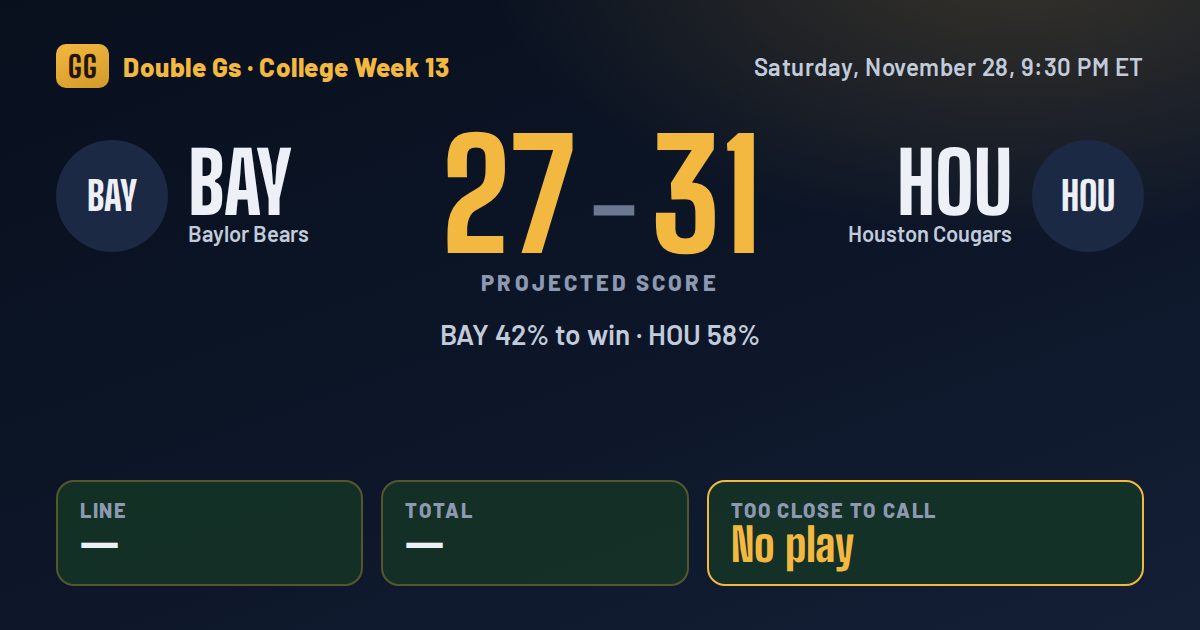 GG Double Gs · College Week 13
Saturday, November 28, 9:30 PM ET
BAY
BAY
Baylor Bears
27 – 31
PROJECTED SCORE
BAY 42% to win · HOU 58%
HOU
Houston Cougars
HOU
LINE
—
TOTAL
—
TOO CLOSE TO CALL
No play